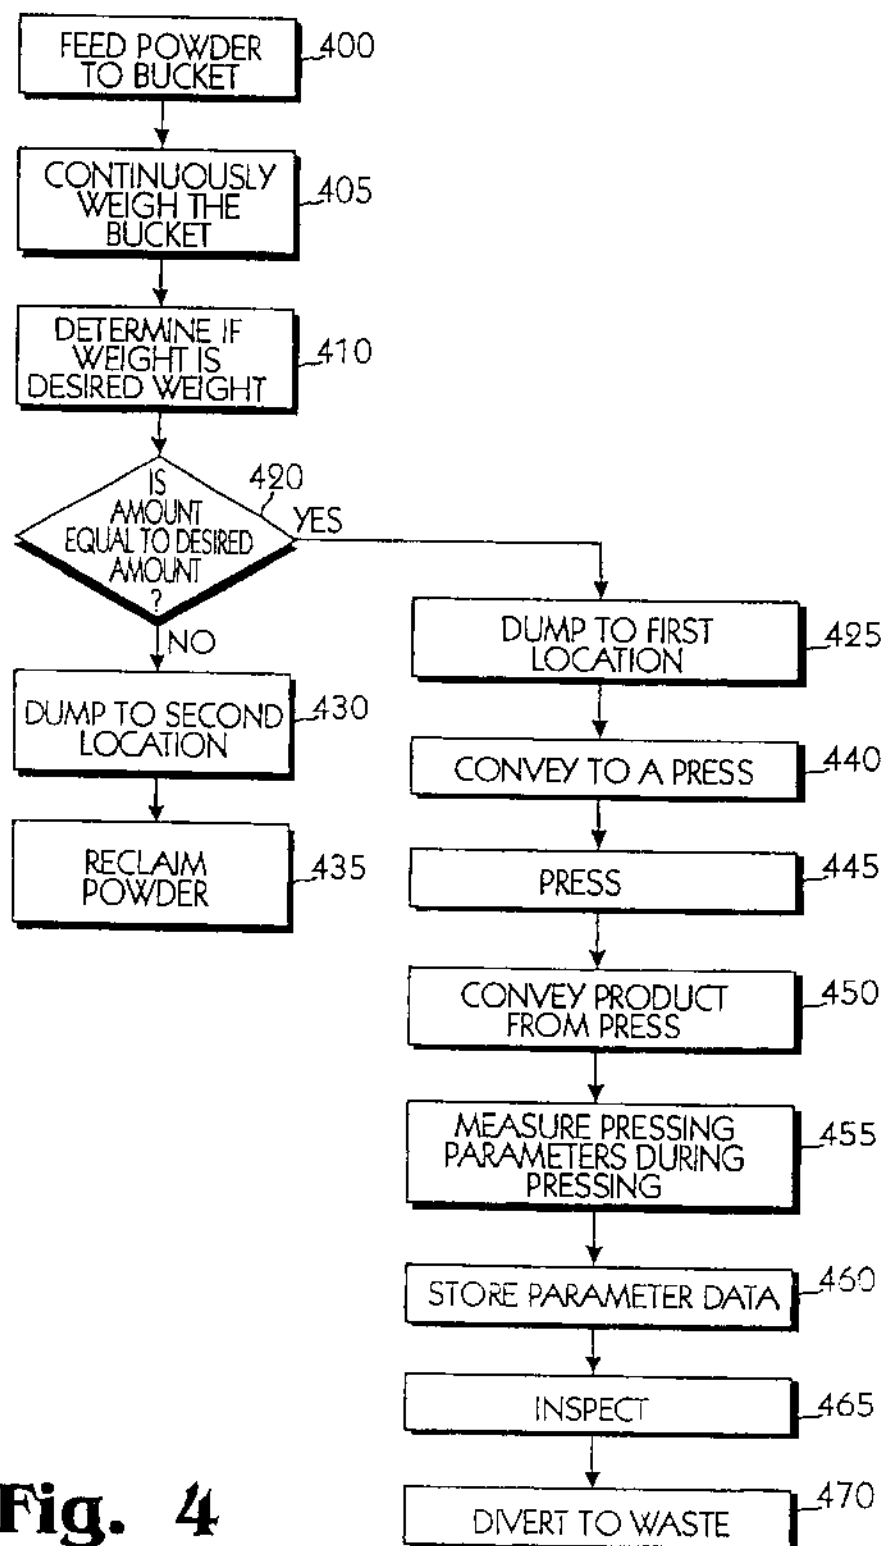 FEED POWDER
TO BUCKET
400
CONTINUOUSLY
WEIGH THE
BUCKET
405
DETERMINE IF
WEIGHT IS
DESIRED WEIGHT
410
IS
AMOUNT
EQUAL TO DESIRED
AMOUNT
?
420
YES
NO
DUMP TO SECOND
LOCATION
430
RECLAIM
POWDER
435
DUMP TO FIRST
LOCATION
425
CONVEY TO A PRESS
440
PRESS
445
CONVEY PRODUCT
FROM PRESS
450
MEASURE PRESSING
PARAMETERS DURING
PRESSING
455
STORE PARAMETER DATA
460
INSPECT
465
DIVERT TO WASTE
470
Fig. 4